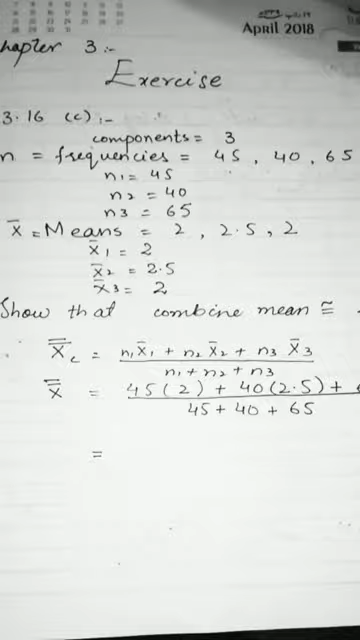 April 2018
hapter 3:-
Exercise
3.16 (c):-
components = 3
n = frequencies = 45, 40, 65
n1 = 45
n2 = 40
n3 = 65
x̄ = Means = 2, 2.5, 2
x̄1 = 2
x̄2 = 2.5
x̄3 = 2
Show that combine mean ≅
∴ X̿c = n1x̄1 + n2x̄2 + n3x̄3 / n1 + n2 + n3
x̿ = 45(2) + 40(2.5) + / 45 + 40 + 65
=